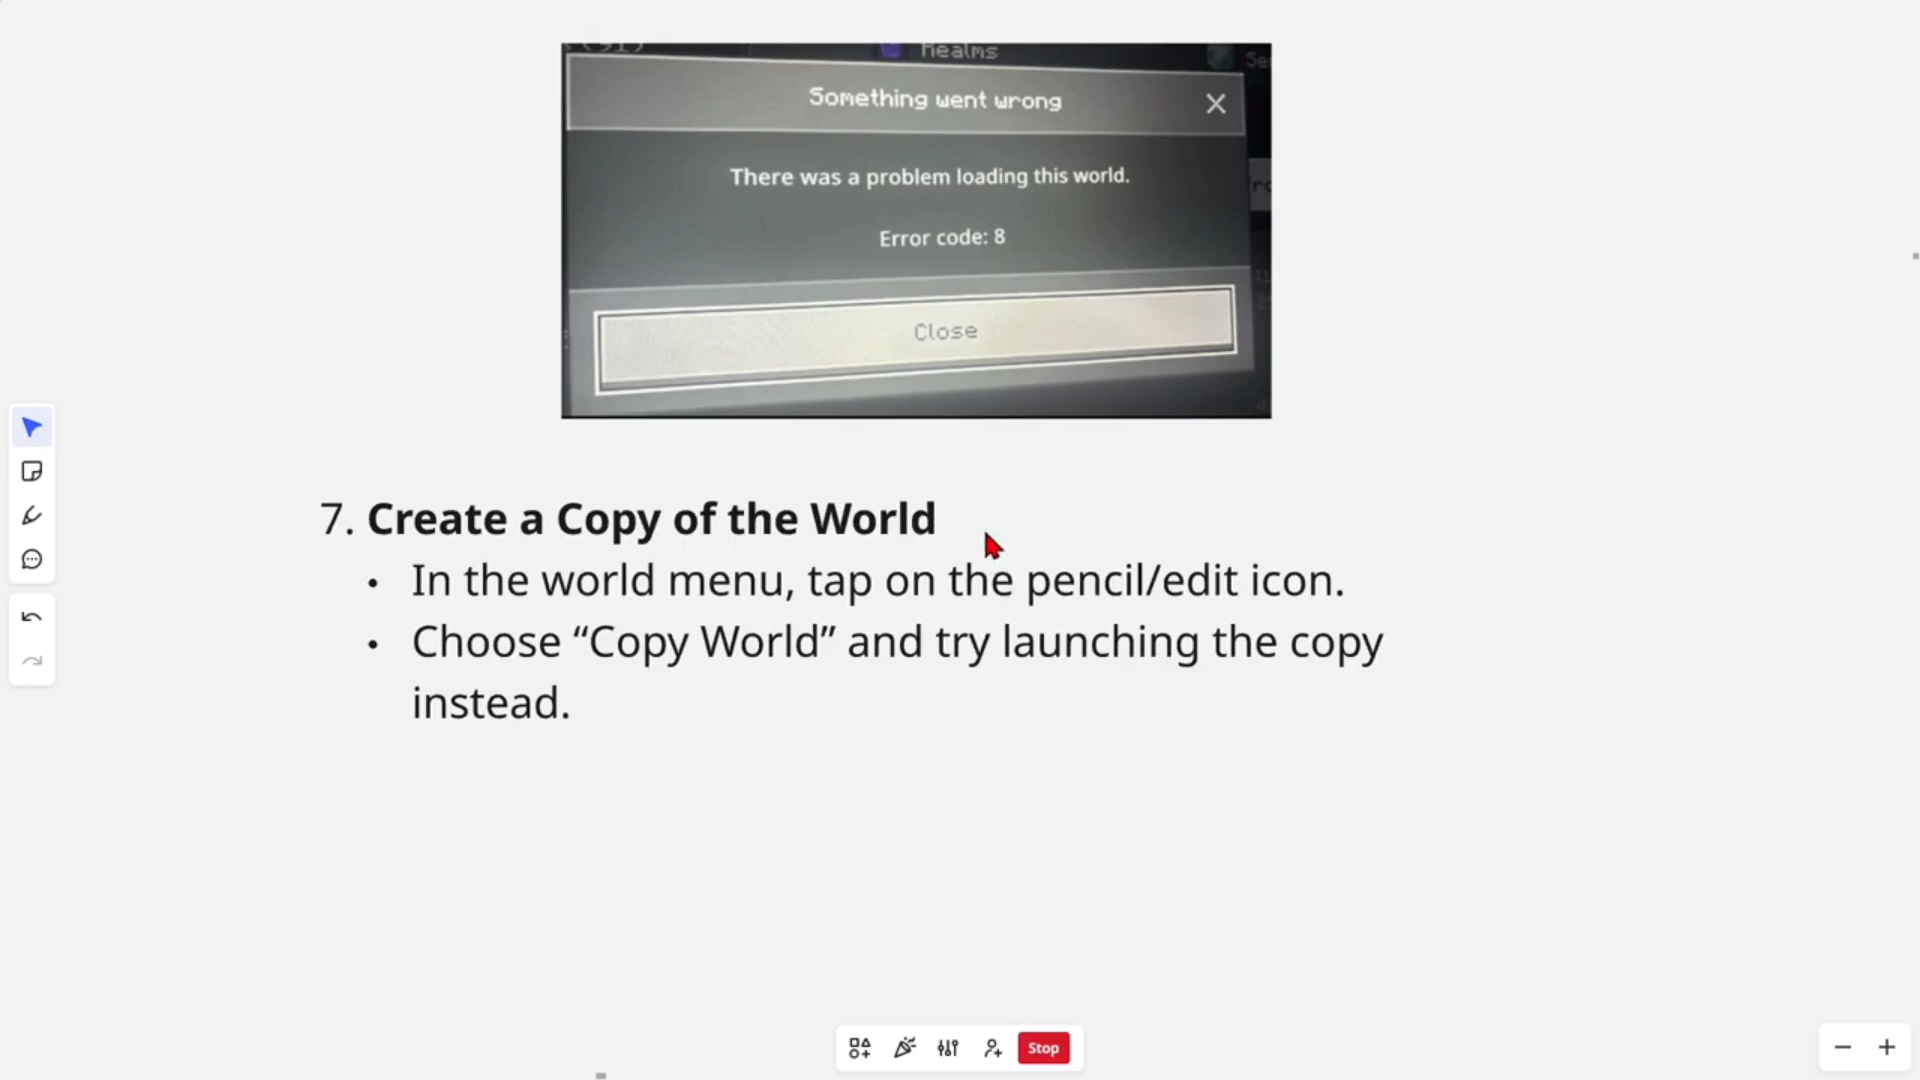 Realms
Something went wrong
There was a problem loading this world.
Error code: 8
Close
7. Create a Copy of the World
• In the world menu, tap on the pencil/edit icon.
• Choose “Copy World” and try launching the copy
instead.
Stop